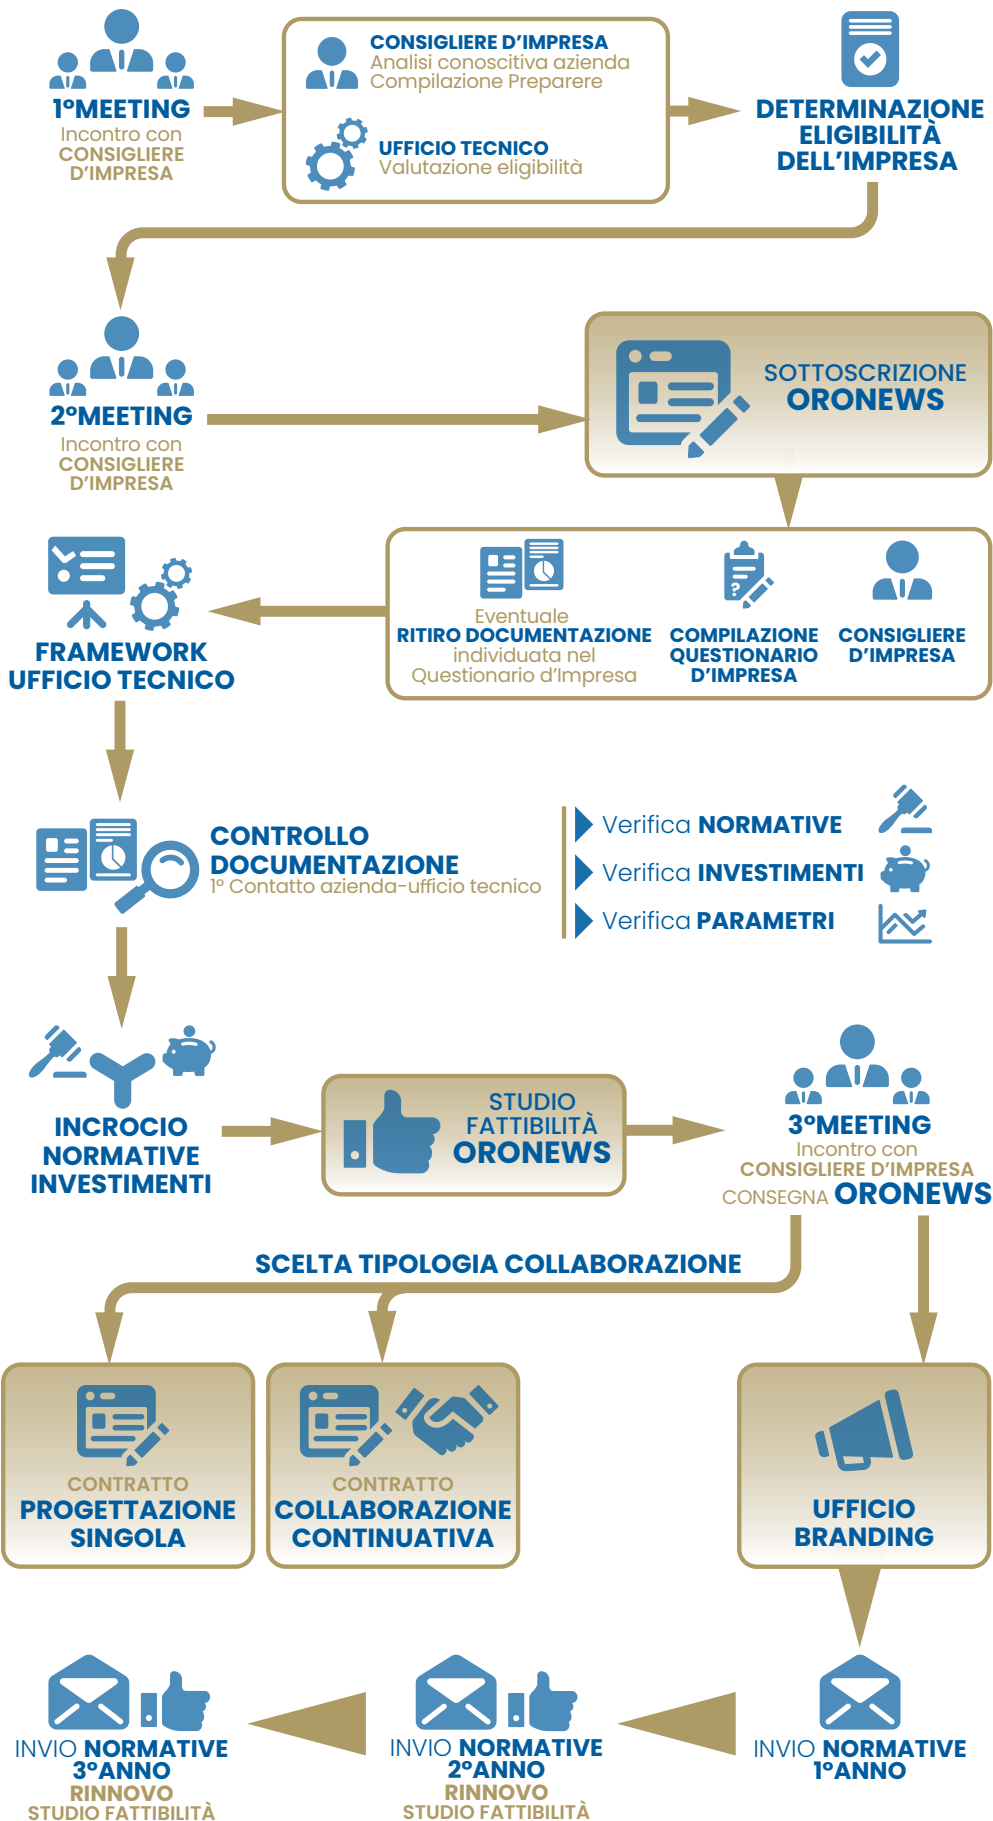 1°MEETING
Incontro con
CONSIGLIERE
D'IMPRESA
CONSIGLIERE D'IMPRESA
Analisi conoscitiva azienda
Compilazione Preparere
UFFICIO TECNICO
Valutazione eligibilità
DETERMINAZIONE
ELIGIBILITÀ
DELL'IMPRESA
2°MEETING
Incontro con
CONSIGLIERE
D'IMPRESA
SOTTOSCRIZIONE
ORONEWS
Eventuale
RITIRO DOCUMENTAZIONE
individuata nel
Questionario d'Impresa
?
COMPILAZIONE
QUESTIONARIO
D'IMPRESA
CONSIGLIERE
D'IMPRESA
FRAMEWORK
UFFICIO TECNICO
CONTROLLO
DOCUMENTAZIONE
1° Contatto azienda-ufficio tecnico
Verifica NORMATIVE
Verifica INVESTIMENTI
Verifica PARAMETRI
INCROCIO
NORMATIVE
INVESTIMENTI
STUDIO
FATTIBILITÀ
ORONEWS
3°MEETING
Incontro con
CONSIGLIERE D'IMPRESA
CONSEGNA ORONEWS
SCELTA TIPOLOGIA COLLABORAZIONE
CONTRATTO
PROGETTAZIONE
SINGOLA
CONTRATTO
COLLABORAZIONE
CONTINUATIVA
UFFICIO
BRANDING
INVIO NORMATIVE
3°ANNO
RINNOVO
STUDIO FATTIBILITÀ
INVIO NORMATIVE
2°ANNO
RINNOVO
STUDIO FATTIBILITÀ
INVIO NORMATIVE
1°ANNO